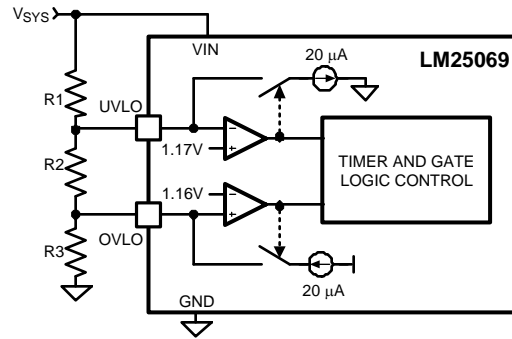 VSYS
VIN
20 μA
LM25069
R1
UVLO
1.17V
R2
TIMER AND GATE
LOGIC CONTROL
1.16V
OVLO
R3
20 μA
GND